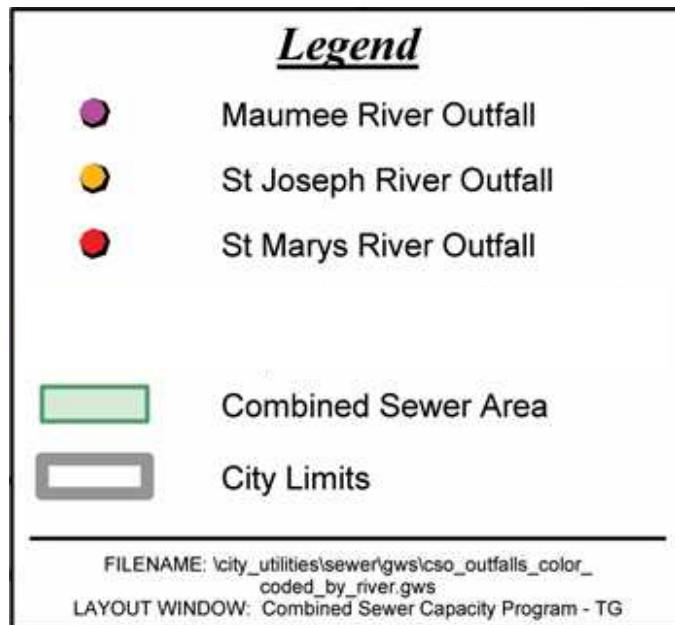 Legend
Maumee River Outfall
St Joseph River Outfall
St Marys River Outfall
Combined Sewer Area
City Limits
FILENAME: \city_utilities\sewer\gws\cso_outfalls_color_
coded_by_river.gws
LAYOUT WINDOW: Combined Sewer Capacity Program - TG